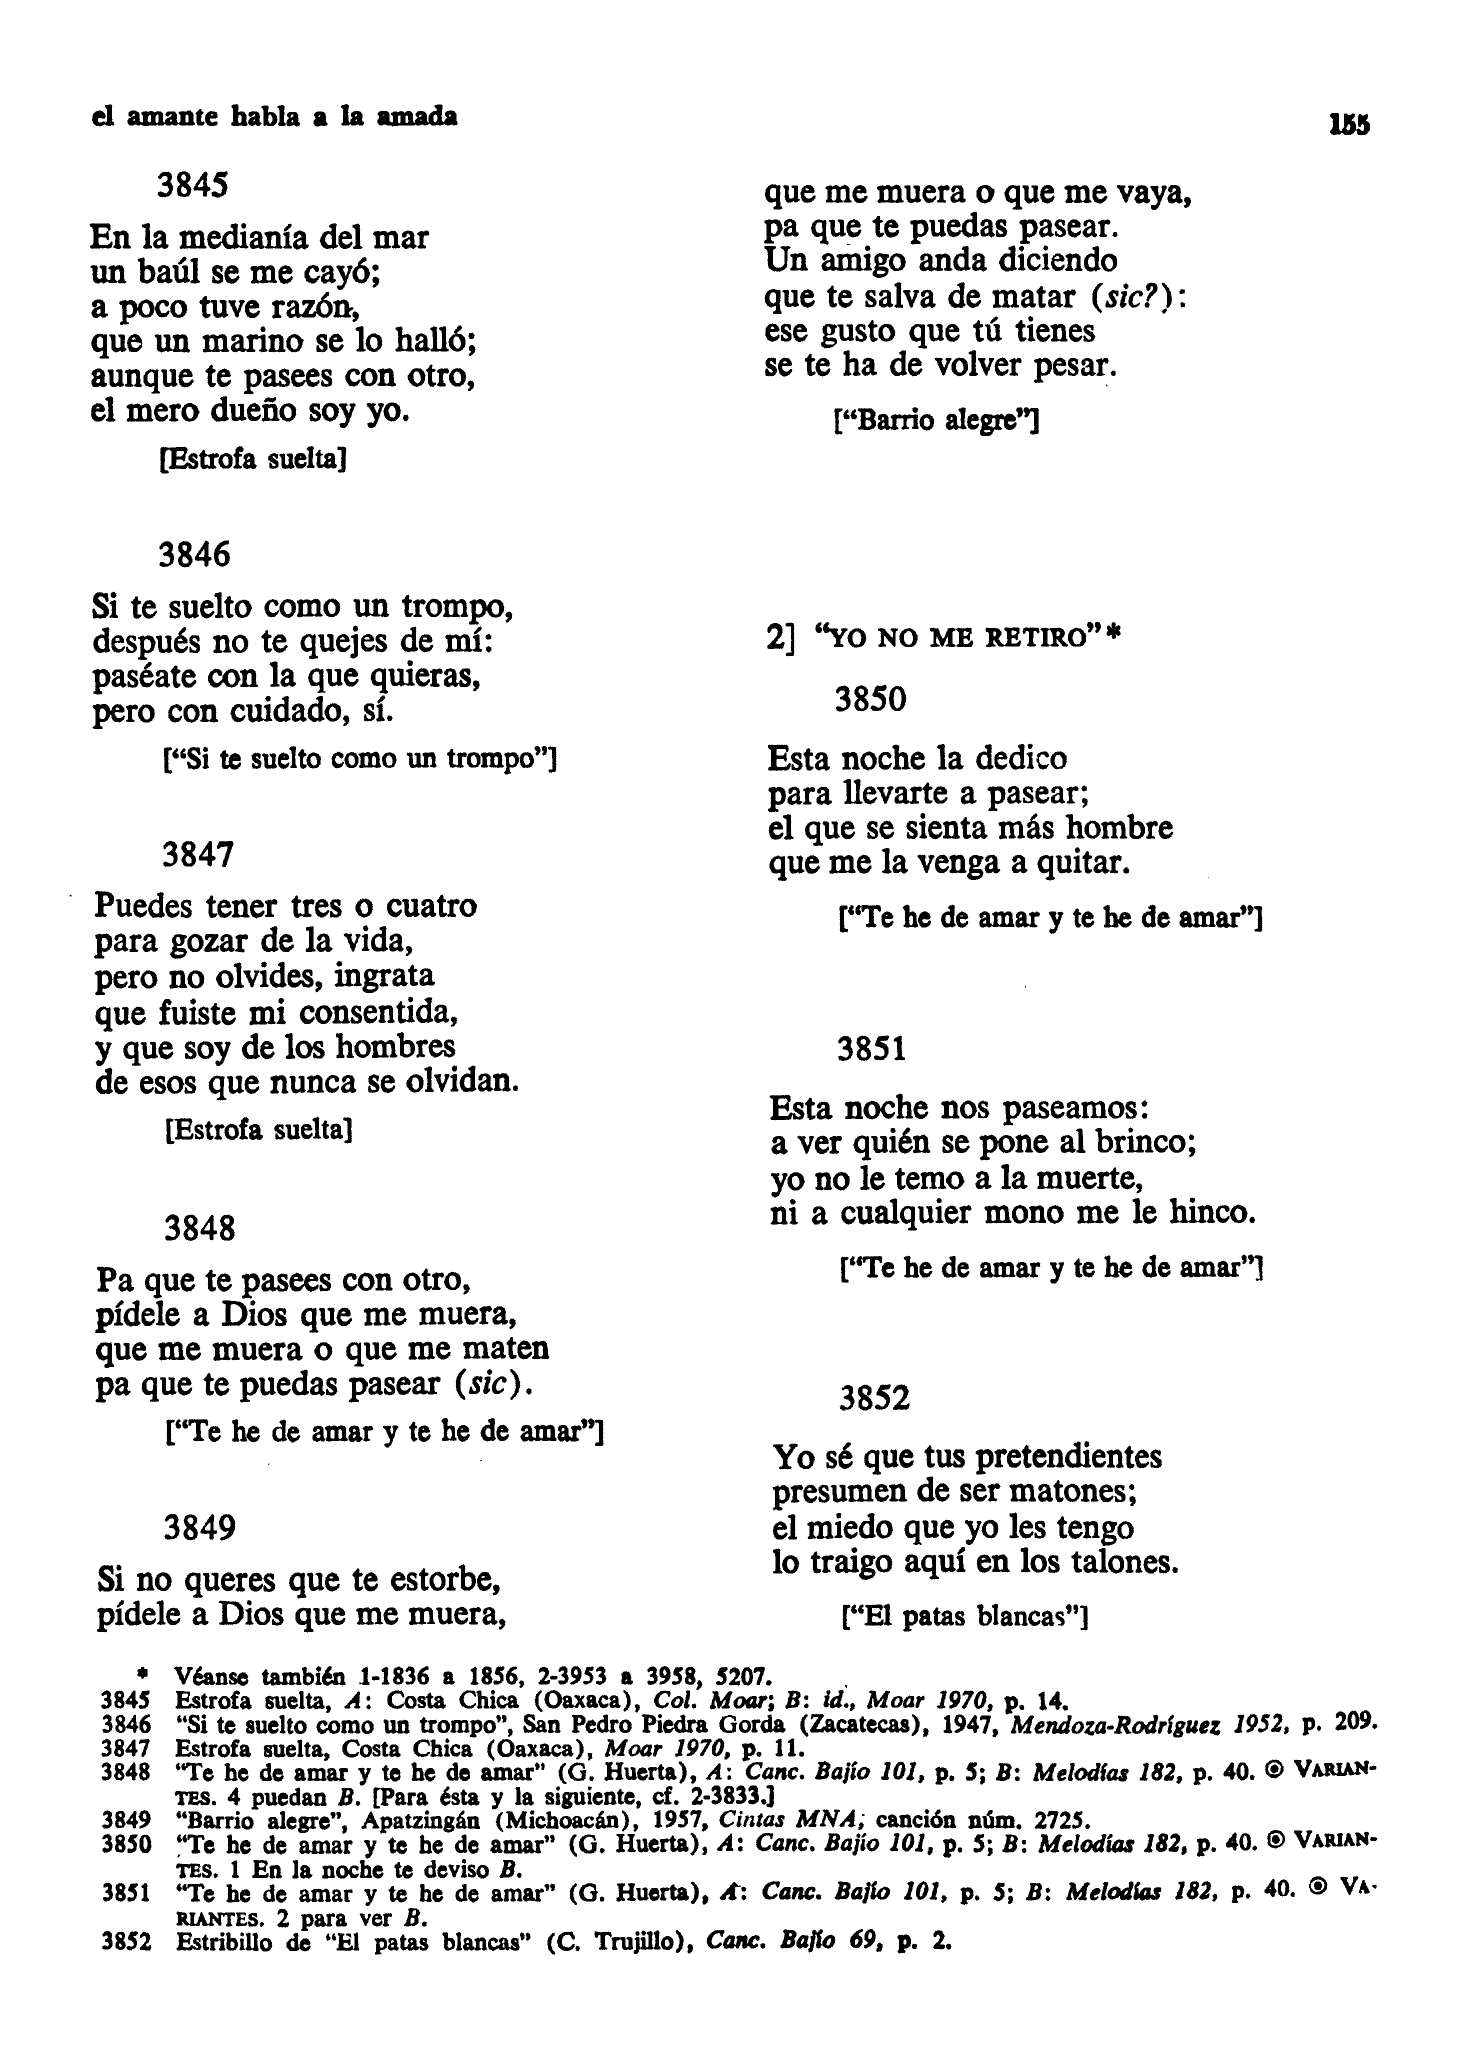 el amante habla a la amada
155
3845
En la medianía del mar
un baúl se me cayó;
a poco tuve razón,
que un marino se lo halló;
aunque te pasees con otro,
el mero dueño soy yo.
[Estrofa suelta]
3846
Si te suelto como un trompo,
después no te quejes de mí:
paséate con la que quieras,
pero con cuidado, sí.
[“Si te suelto como un trompo”]
3847
Puedes tener tres o cuatro
para gozar de la vida,
pero no olvides, ingrata
que fuiste mi consentida,
y que soy de los hombres
de esos que nunca se olvidan.
[Estrofa suelta]
3848
Pa que te pasees con otro,
pídele a Dios que me muera,
que me muera o que me maten
pa que te puedas pasear (sic).
[“Te he de amar y te he de amar”]
3849
Si no queres que te estorbe,
pídele a Dios que me muera,
que me muera o que me vaya,
pa que te puedas pasear.
Un amigo anda diciendo
que te salva de matar (sic?):
ese gusto que tú tienes
se te ha de volver pesar.
[“Barrio alegre”]
2] “YO NO ME RETIRO”*
3850
Esta noche la dedico
para llevarte a pasear;
el que se sienta más hombre
que me la venga a quitar.
[“Te he de amar y te he de amar”]
3851
Esta noche nos paseamos:
a ver quién se pone al brinco;
yo no le temo a la muerte,
ni a cualquier mono me le hinco.
[“Te he de amar y te he de amar”]
3852
Yo sé que tus pretendientes
presumen de ser matones;
el miedo que yo les tengo
lo traigo aquí en los talones.
[“El patas blancas”]
* Véanse también 1-1836 a 1856, 2-3953 a 3958, 5207.
3845 Estrofa suelta, A: Costa Chica (Oaxaca), Col. Moar; B: id., Moar 1970, p. 14.
3846 “Si te suelto como un trompo”, San Pedro Piedra Gorda (Zacatecas), 1947, Mendoza-Rodríguez 1952, p. 209.
3847 Estrofa suelta, Costa Chica (Oaxaca), Moar 1970, p. 11.
3848 “Te he de amar y te he de amar” (G. Huerta), A: Canc. Bajío 101, p. 5; B: Melodías 182, p. 40. ⊙ VARIAN-
TES. 4 puedan B. [Para ésta y la siguiente, cf. 2-3833.]
3849 “Barrio alegre”, Apatzingán (Michoacán), 1957, Cintas MNA; canción núm. 2725.
3850 “Te he de amar y te he de amar” (G. Huerta), A: Canc. Bajío 101, p. 5; B: Melodías 182, p. 40. ⊙ VARIAN-
TES. 1 En la noche te deviso B.
3851 “Te he de amar y te he de amar” (G. Huerta), A: Canc. Bajío 101, p. 5; B: Melodías 182, p. 40. ⊙ VA-
RIANTES. 2 para ver B.
3852 Estribillo de “El patas blancas” (C. Trujillo), Canc. Bajío 69, p. 2.